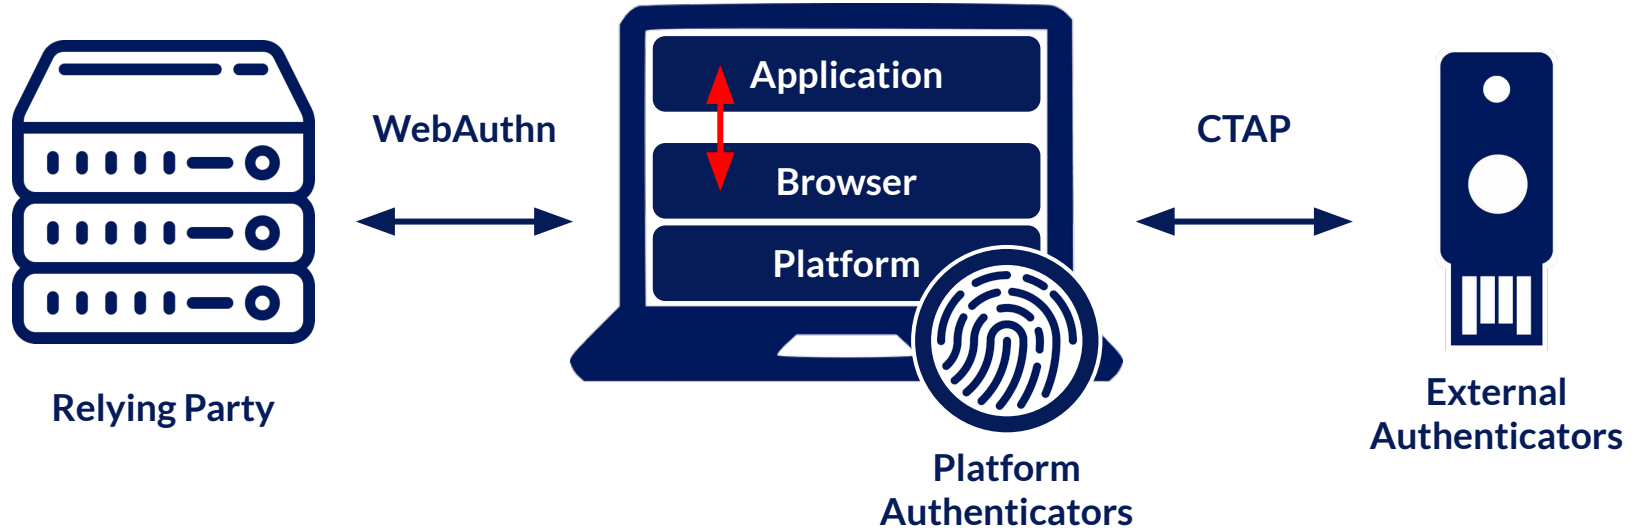 Relying Party
WebAuthn
Application
Browser
Platform
Platform
Authenticators
CTAP
External
Authenticators